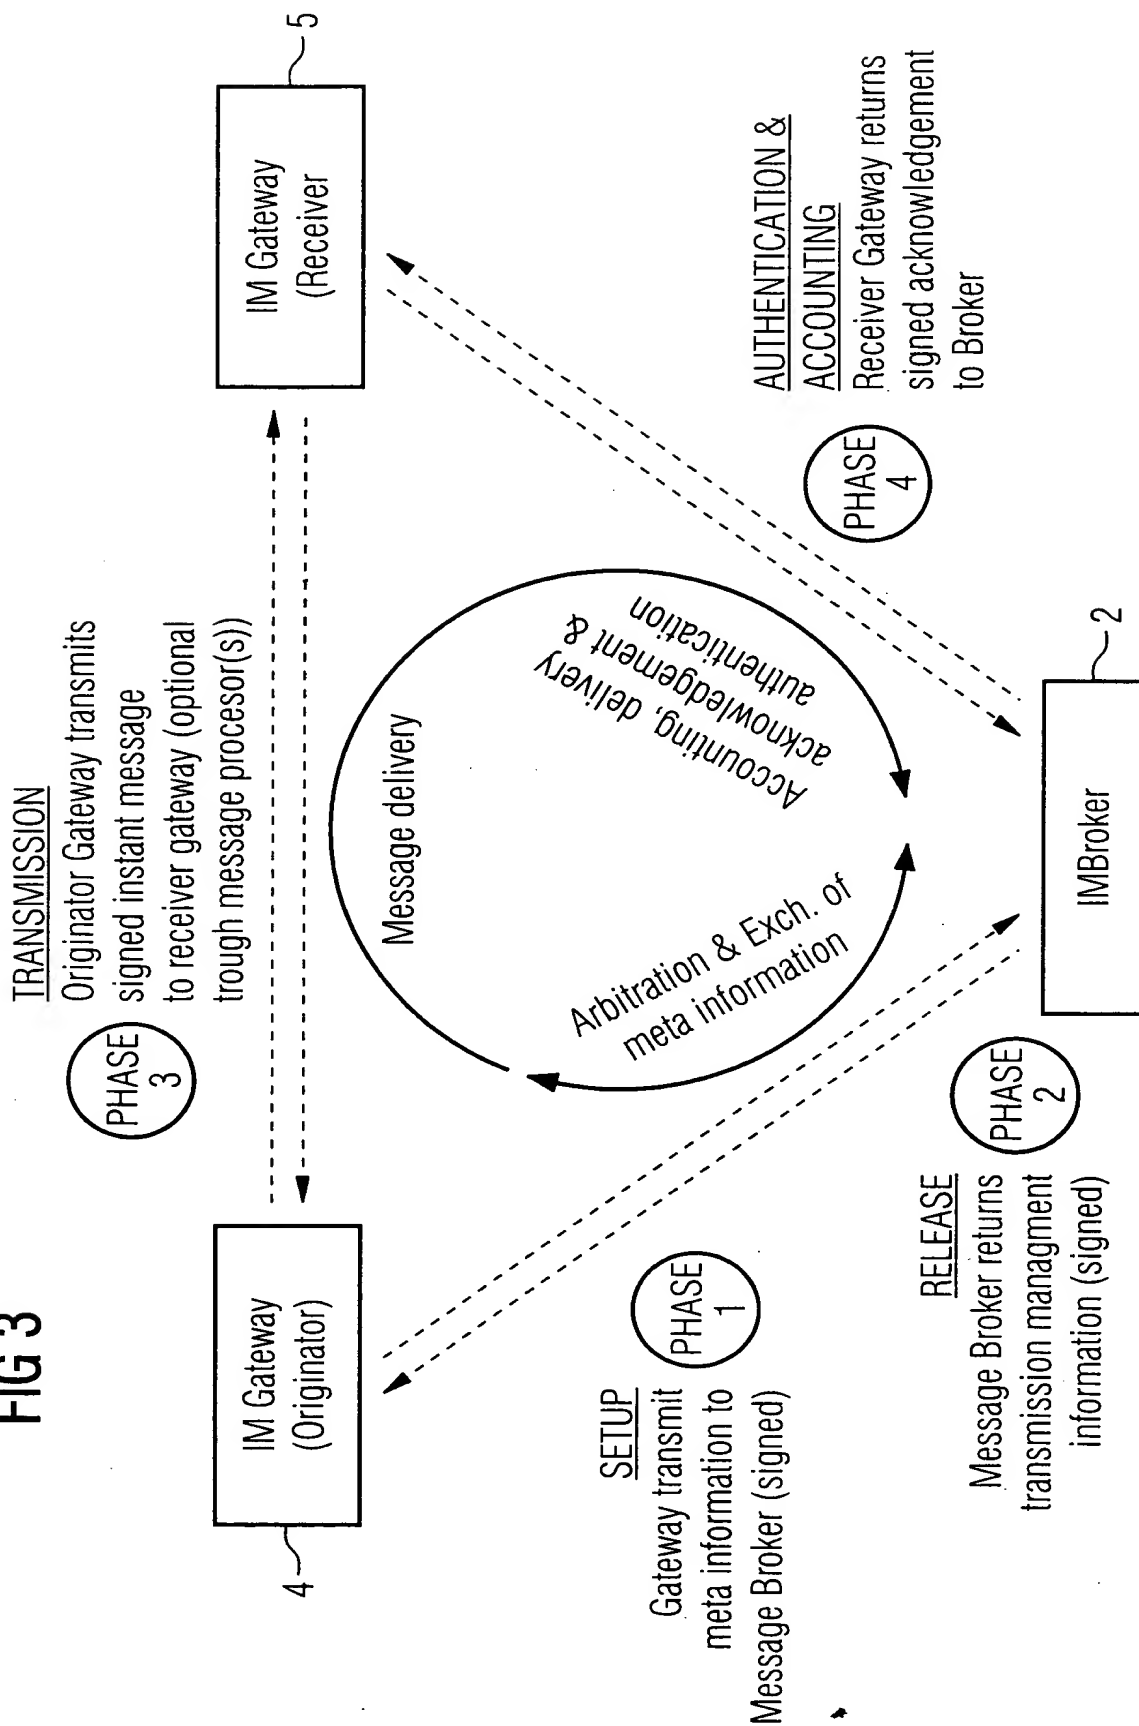 FIG 3
TRANSMISSION
Originator Gateway transmits
signed instant message
to receiver gateway (optional
trough message procesor(s))
PHASE
3
4
IM Gateway
(Originator)
IM Gateway
(Receiver
5
Message delivery
Arbitration & Exch. of
meta information
Accounting, delivery
acknowledgement &
authentication
SETUP
Gateway transmit
meta information to
Message Broker (signed)
PHASE
1
AUTHENTICATION &
ACCOUNTING
Receiver Gateway returns
signed acknowledgement
to Broker
PHASE
4
RELEASE
Message Broker returns
transmission managment
information (signed)
PHASE
2
IMBroker
2